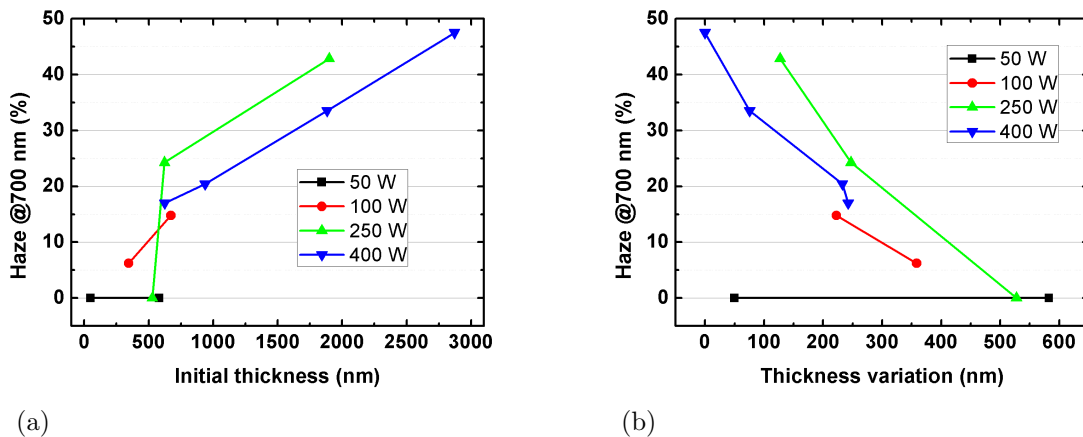 50
40
30
20
10
0
Haze @700 nm (%)
50 W
100 W
250 W
400 W
0 500 1000 1500 2000 2500 3000
Initial thickness (nm)
(a)
50
40
30
20
10
0
Haze @700 nm (%)
50 W
100 W
250 W
400 W
0 100 200 300 400 500 600
Thickness variation (nm)
(b)